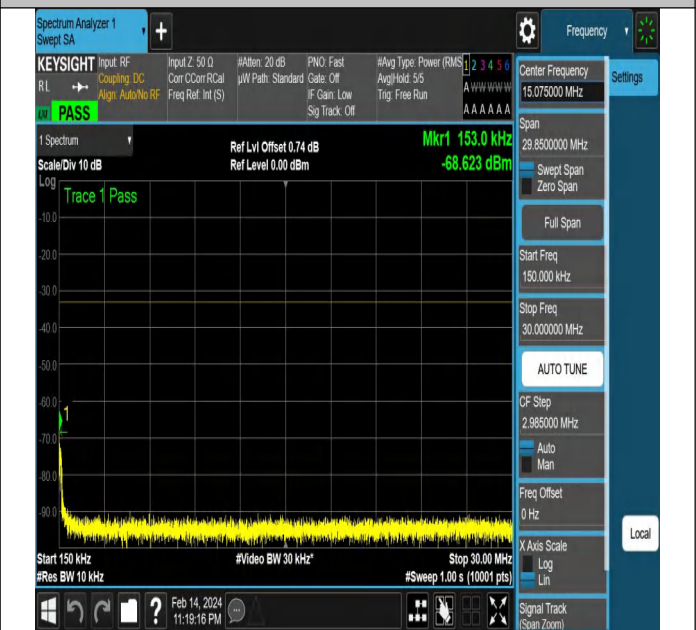 Spectrum Analyzer 1
Swept SA
+
Frequency
KEYSIGHT
RL
PASS
Input: RF
Coupling: DC
Align: Auto/No RF
Input Z: 50 Ω
Corr CCorr RCal
Freq Ref: Int (S)
#Atten: 20 dB
µW Path: Standard
PNO: Fast
Gate: Off
IF Gain: Low
Sig Track: Off
#Avg Type: Power (RMS
Avg|Hold: 5/5
Trig: Free Run
1 2 3 4 5 6
A W W W W W
A A A A A A
1 Spectrum
Scale/Div 10 dB
Ref Lvl Offset 0.74 dB
Ref Level 0.00 dBm
Mkr1 153.0 kHz
-68.623 dBm
Log
Trace 1 Pass
-10.0
-20.0
-30.0
-40.0
-50.0
-60.0
1
-70.0
-80.0
-90.0
Start 150 kHz
#Video BW 30 kHz*
Stop 30.00 MHz
#Res BW 10 kHz
#Sweep 1.00 s (10001 pts)
?
Feb 14, 2024
11:19:16 PM
Settings
Center Frequency
15.075000 MHz
Span
29.8500000 MHz
Swept Span
Zero Span
Full Span
Start Freq
150.000 kHz
Stop Freq
30.000000 MHz
AUTO TUNE
CF Step
2.985000 MHz
Auto
Man
Freq Offset
0 Hz
X Axis Scale
Log
Lin
Signal Track
(Span Zoom)
Local